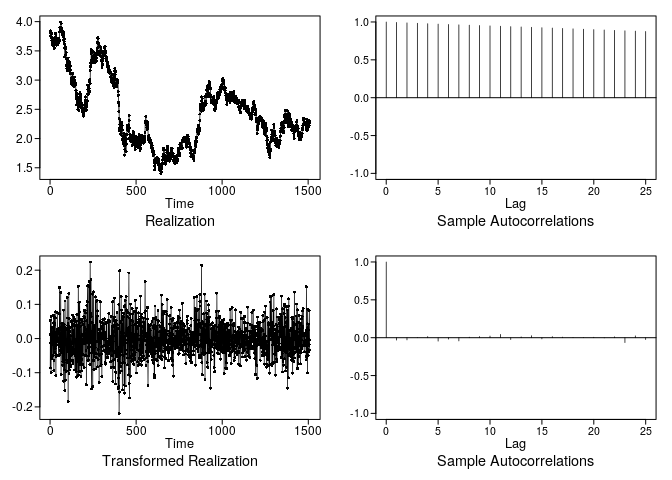 4.0
3.5
3.0
2.5
2.0
1.5
0 500 1000 1500
Time
Realization
1.0
0.5
0.0
-0.5
-1.0
0 5 10 15 20 25
Lag
Sample Autocorrelations
0.2
0.1
0.0
-0.1
-0.2
0 500 1000 1500
Time
Transformed Realization
1.0
0.5
0.0
-0.5
-1.0
0 5 10 15 20 25
Lag
Sample Autocorrelations